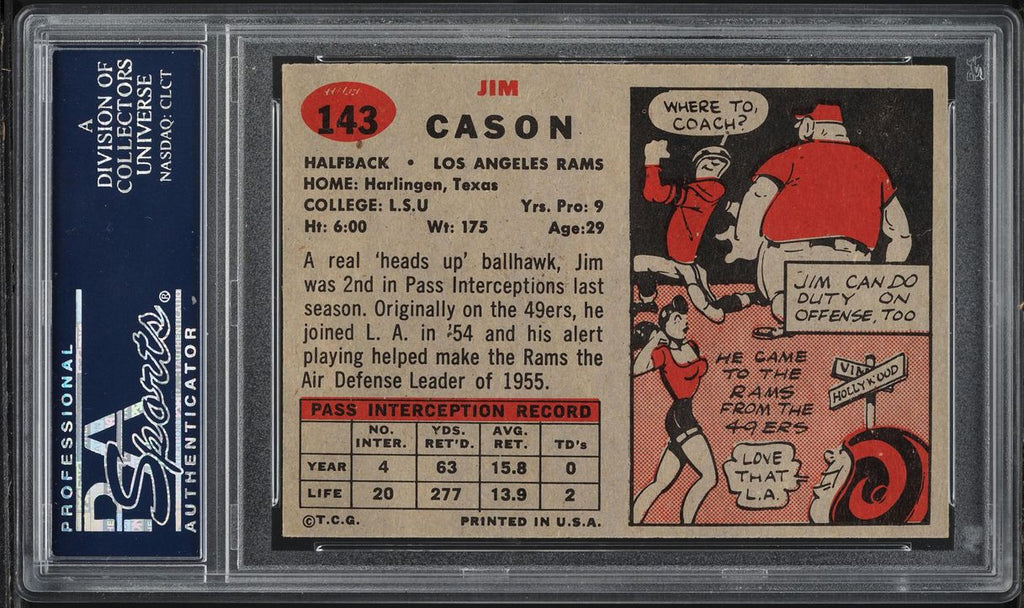 A
DIVISION OF
COLLECTORS
UNIVERSE
NASDAQ: CLCT
PROFESSIONAL
PSA
Sports®
AUTHENTICATOR
143
JIM
CASON
HALFBACK • LOS ANGELES RAMS
HOME: Harlingen, Texas
COLLEGE: L.S.U Yrs. Pro: 9
Ht: 6:00 Wt: 175 Age:29
A real 'heads up' ballhawk, Jim
was 2nd in Pass Interceptions last
season. Originally on the 49ers, he
joined L. A. in '54 and his alert
playing helped make the Rams the
Air Defense Leader of 1955.
PASS INTERCEPTION RECORD
NO. INTER. YDS. RET'D. AVG. RET. TD's
YEAR 4 63 15.8 0
LIFE 20 277 13.9 2
©T.C.G. PRINTED IN U.S.A.
WHERE TO,
COACH?
JIM CAN DO
DUTY ON
OFFENSE, TOO
HE CAME
TO THE
RAMS
FROM THE
49ERS
VIA
HOLLYWOOD
LOVE
THAT
L.A.